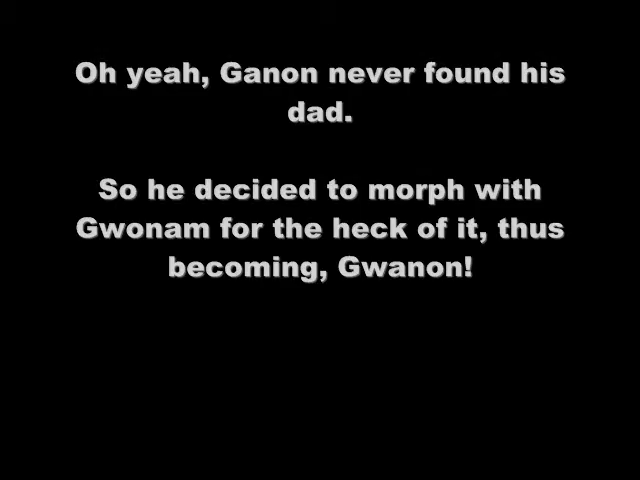 Oh yeah, Ganon never found his
dad.
So he decided to morph with
Gwonam for the heck of it, thus
becoming, Gwanon!